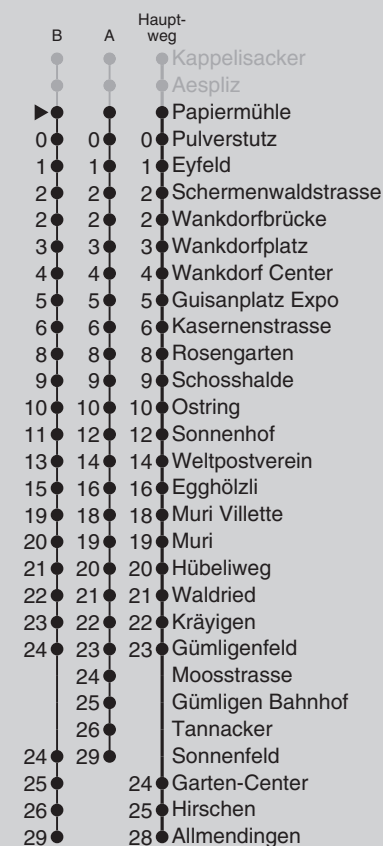 B A Haupt-
weg
Kappelisacker
Aespliz
Papiermühle
0 0 0 Pulverstutz
1 1 1 Eyfeld
2 2 2 Schermenwaldstrasse
2 2 2 Wankdorfbrücke
3 3 3 Wankdorfplatz
4 4 4 Wankdorf Center
5 5 5 Guisanplatz Expo
6 6 6 Kasernenstrasse
8 8 8 Rosengarten
9 9 9 Schosshalde
10 10 10 Ostring
11 12 12 Sonnenhof
13 14 14 Weltpostverein
15 16 16 Egghölzli
19 18 18 Muri Villette
20 19 19 Muri
21 20 20 Hübeliweg
22 21 21 Waldried
23 22 22 Kräyigen
24 23 23 Gümligenfeld
24 Moosstrasse
25 Gümligen Bahnhof
26 Tannacker
24 29 Sonnenfeld
25 24 Garten-Center
26 25 Hirschen
29 28 Allmendingen